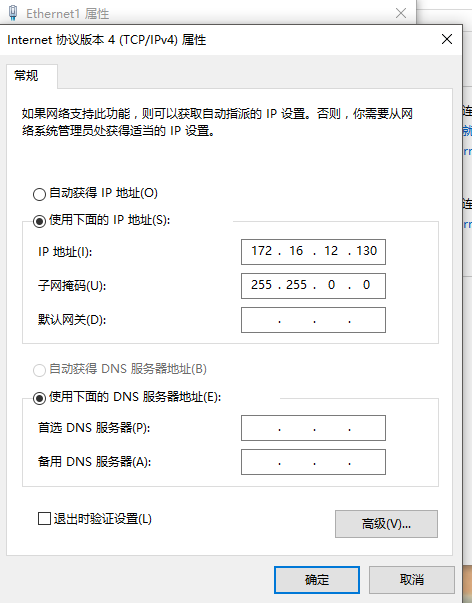 Ethernet1 属性
Internet 协议版本 4 (TCP/IPv4) 属性
常规
如果网络支持此功能，则可以获取自动指派的 IP 设置。否则，你需要从网
络系统管理员处获得适当的 IP 设置。
自动获得 IP 地址(O)
使用下面的 IP 地址(S):
IP 地址(I):
172 . 16 . 12 . 130
子网掩码(U):
255 . 255 . 0 . 0
默认网关(D):
. . .
自动获得 DNS 服务器地址(B)
使用下面的 DNS 服务器地址(E):
首选 DNS 服务器(P):
. . .
备用 DNS 服务器(A):
. . .
退出时验证设置(L)
高级(V)...
确定
取消